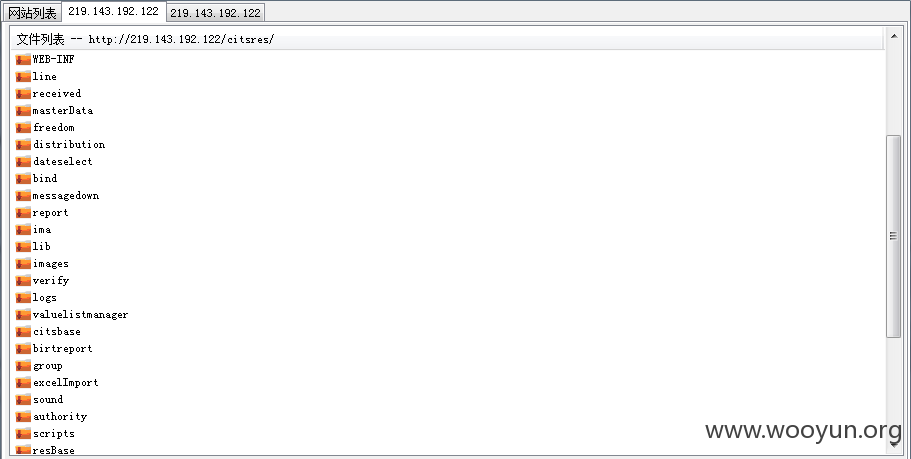 网站列表 219.143.192.122 219.143.192.122
文件列表 -- http://219.143.192.122/citsres/
WEB-INF
line
received
masterData
freedom
distribution
dateselect
bind
messagedown
report
ima
lib
images
verify
logs
valuelistmanager
citsbase
birtreport
group
excelImport
sound
authority
scripts
resBase
www.wooyun.org